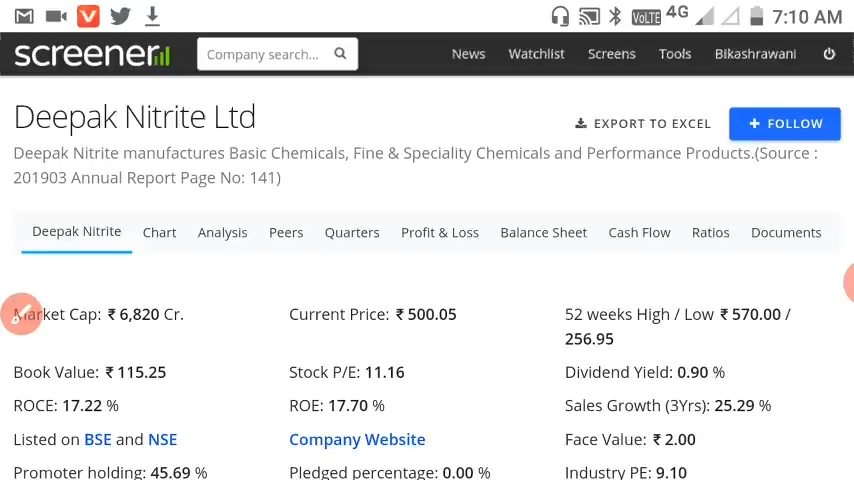 VoLTE 4G 7:10 AM
screener Company search... News Watchlist Screens Tools Bikashrawani
Deepak Nitrite Ltd EXPORT TO EXCEL + FOLLOW
Deepak Nitrite manufactures Basic Chemicals, Fine & Speciality Chemicals and Performance Products.(Source :
201903 Annual Report Page No: 141)
Deepak Nitrite Chart Analysis Peers Quarters Profit & Loss Balance Sheet Cash Flow Ratios Documents
Market Cap: ₹ 6,820 Cr. Current Price: ₹ 500.05 52 weeks High / Low ₹ 570.00 /
256.95
Book Value: ₹ 115.25 Stock P/E: 11.16 Dividend Yield: 0.90 %
ROCE: 17.22 % ROE: 17.70 % Sales Growth (3Yrs): 25.29 %
Listed on BSE and NSE Company Website Face Value: ₹ 2.00
Promoter holding: 45.69 % Pledged percentage: 0.00 % Industry PE: 9.10